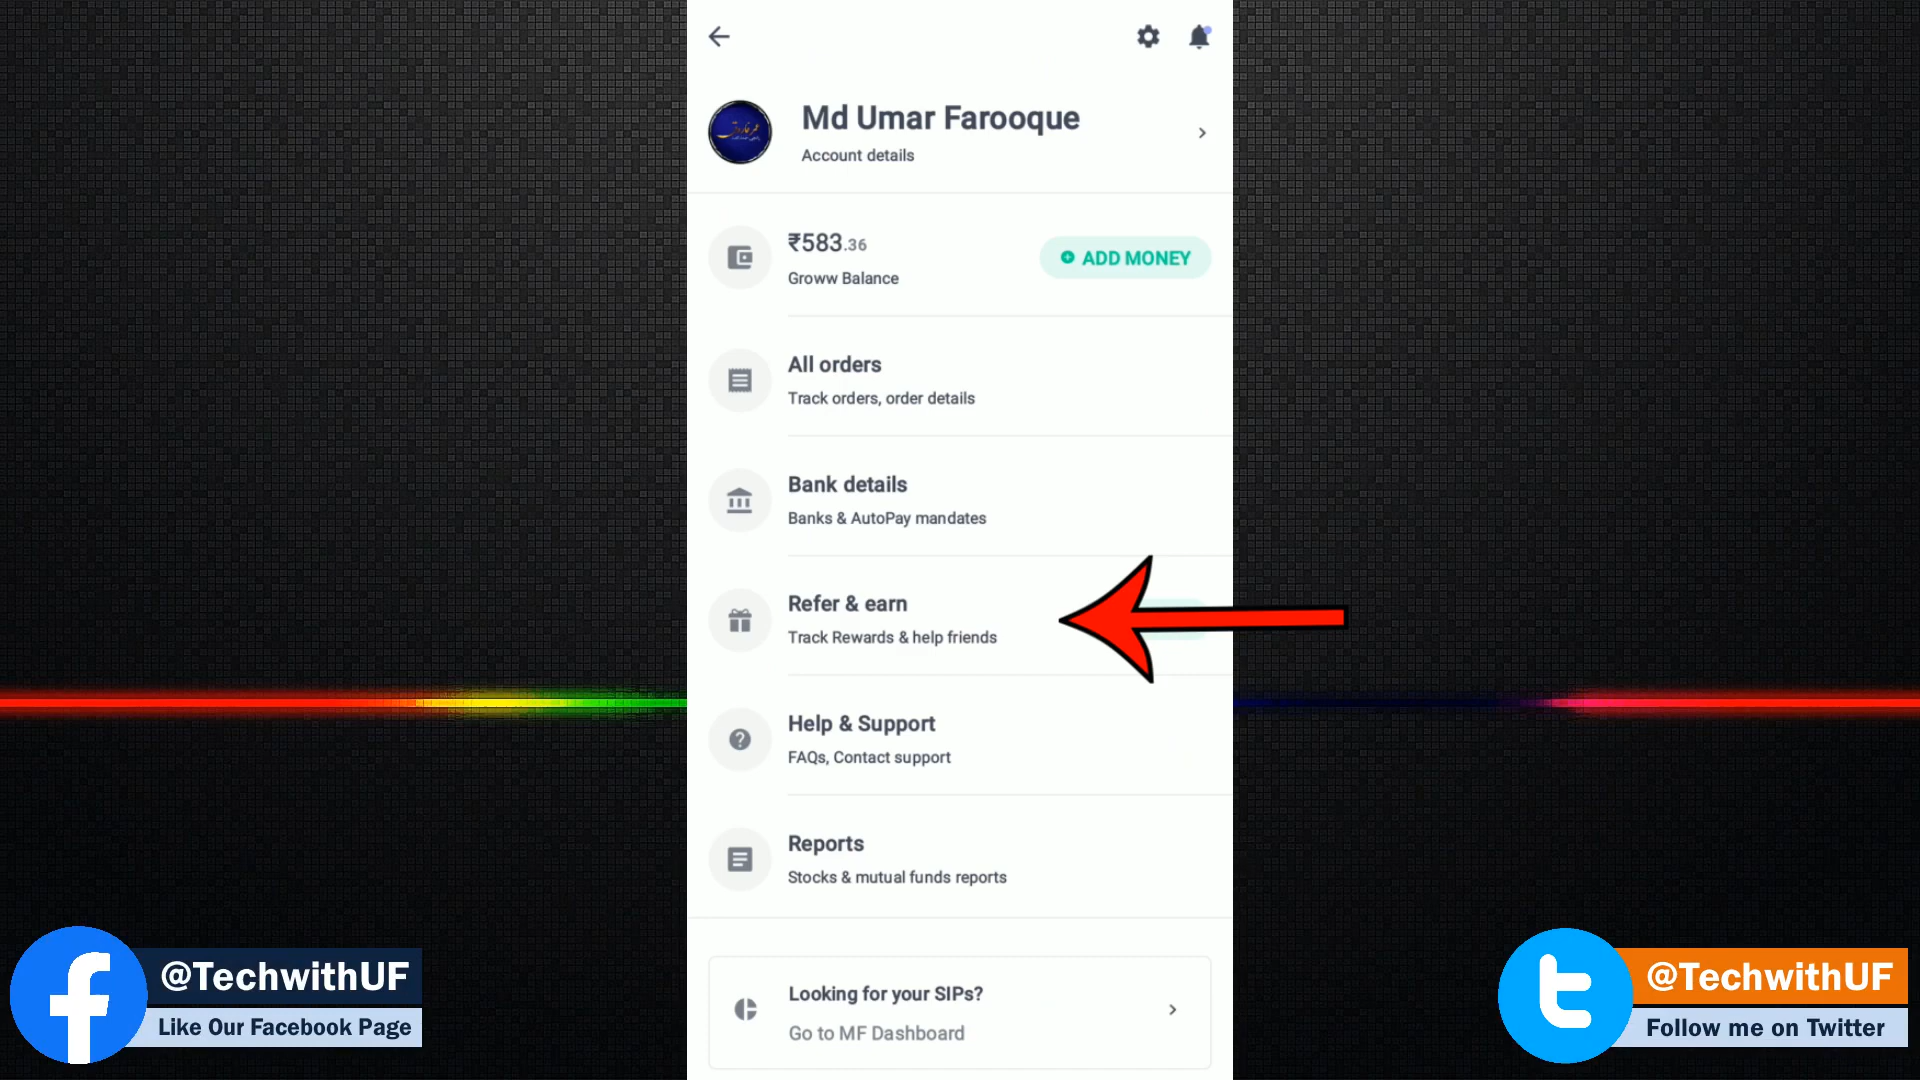 Md Umar Farooque
Account details
₹583.36
Groww Balance
ADD MONEY
All orders
Track orders, order details
Bank details
Banks & AutoPay mandates
Refer & earn
Track Rewards & help friends
Help & Support
FAQs, Contact support
Reports
Stocks & mutual funds reports
Looking for your SIPs?
Go to MF Dashboard
@TechwithUF
Like Our Facebook Page
@TechwithUF
Follow me on Twitter